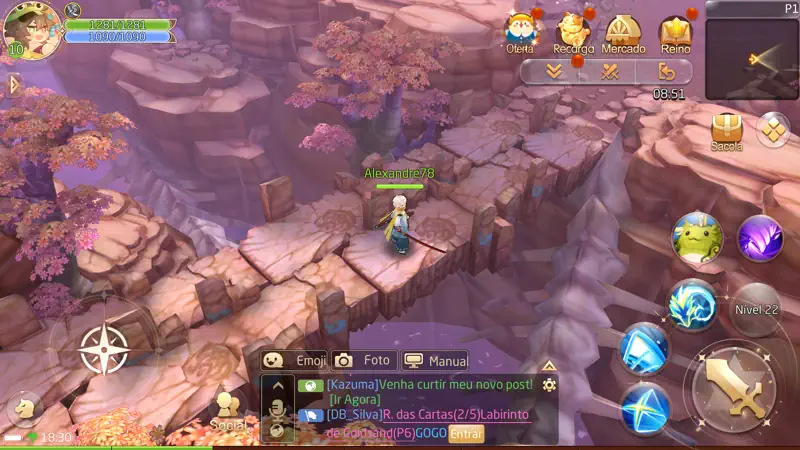 1281/1281
1090/1090
10
Oferta
Recarga
Mercado
Reino
P1
08:51
Sacola
Alexandre78
Nível 22
Emoji
Foto
Manual
[Kazuma]Venha curtir meu novo post!
[Ir Agora]
[DB_Silva]R. das Cartas(2/5)Labirinto
de Goldsand(P6)GOGO Entrar
Social
18:30